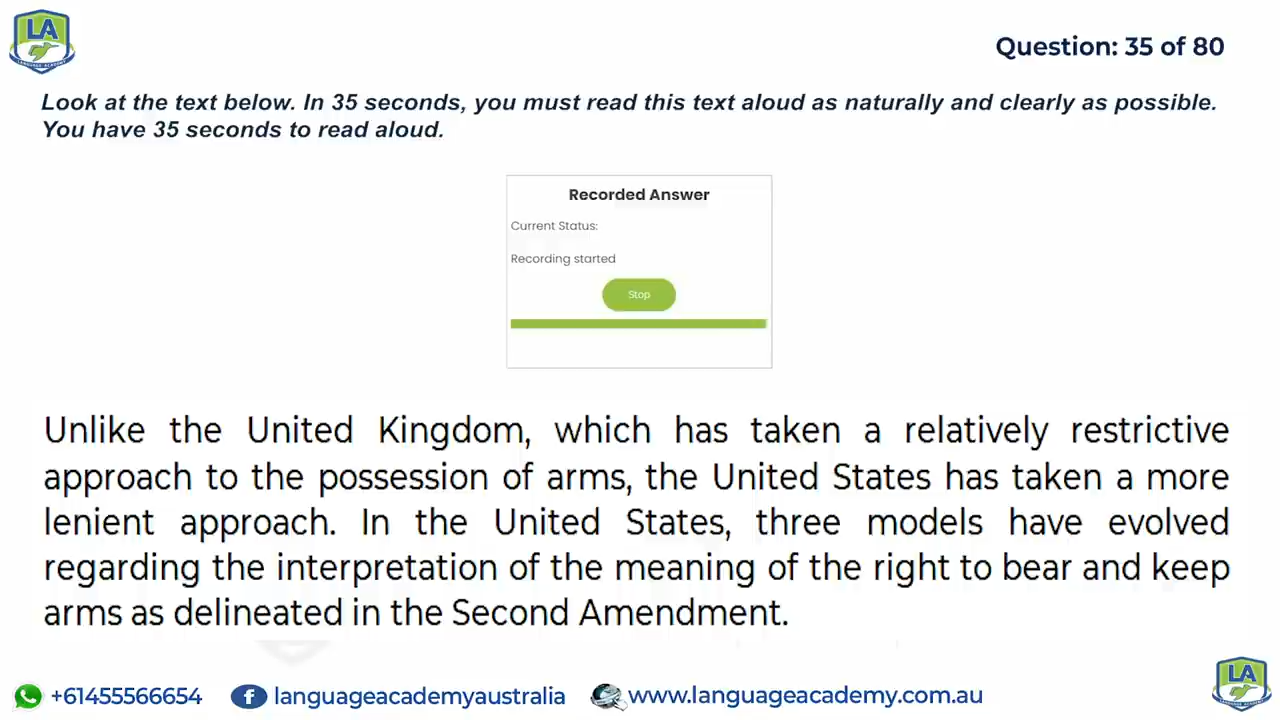 LA
LANGUAGE ACADEMY
Question: 35 of 80
Look at the text below. In 35 seconds, you must read this text aloud as naturally and clearly as possible.
You have 35 seconds to read aloud.
Recorded Answer
Current Status:
Recording started
Stop
Unlike the United Kingdom, which has taken a relatively restrictive
approach to the possession of arms, the United States has taken a more
lenient approach. In the United States, three models have evolved
regarding the interpretation of the meaning of the right to bear and keep
arms as delineated in the Second Amendment.
+61455566654
languageacademyaustralia
www.languageacademy.com.au
LA
LANGUAGE ACADEMY